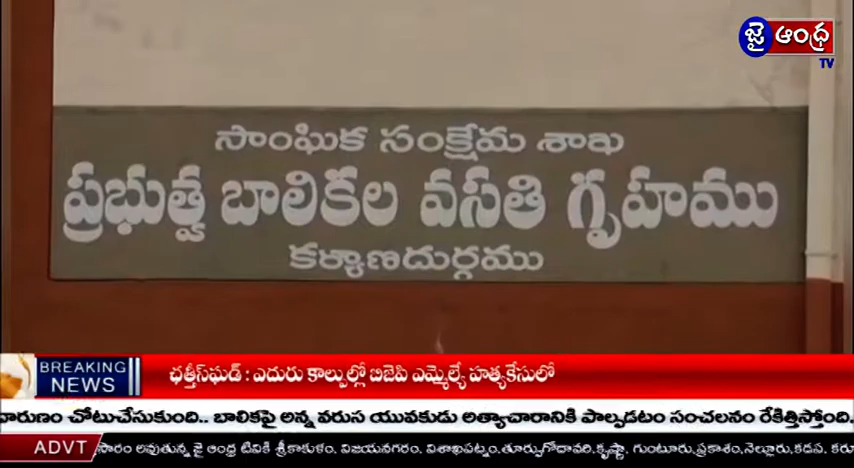 జై ఆంధ్ర
TV
సాంఘిక సంక్షేమ శాఖ
ప్రభుత్వ బాలికల వసతి గృహము
కళ్యాణదుర్గము
BREAKING NEWS
ఛత్తీస్‌ఘడ్ : ఎదురు కాల్పుల్లో బిజెపి ఎమ్మెల్యే హత్యకేసులో
దారుణం చోటుచేసుకుంది.. బాలికపై అన్న వరుస యువకుడు అత్యాచారానికి పాల్పడటం సంచలనం రేకిత్తిస్తోంది.
ADVT సారం అవుతున్న జై ఆంధ్ర టివికి శ్రీకాకుళం, విజయనగరం, విశాఖపట్నం,తూర్పుగోదావరి,కృష్ణా, గుంటూరు,ప్రకాశం,నెల్లూరు,కడప,